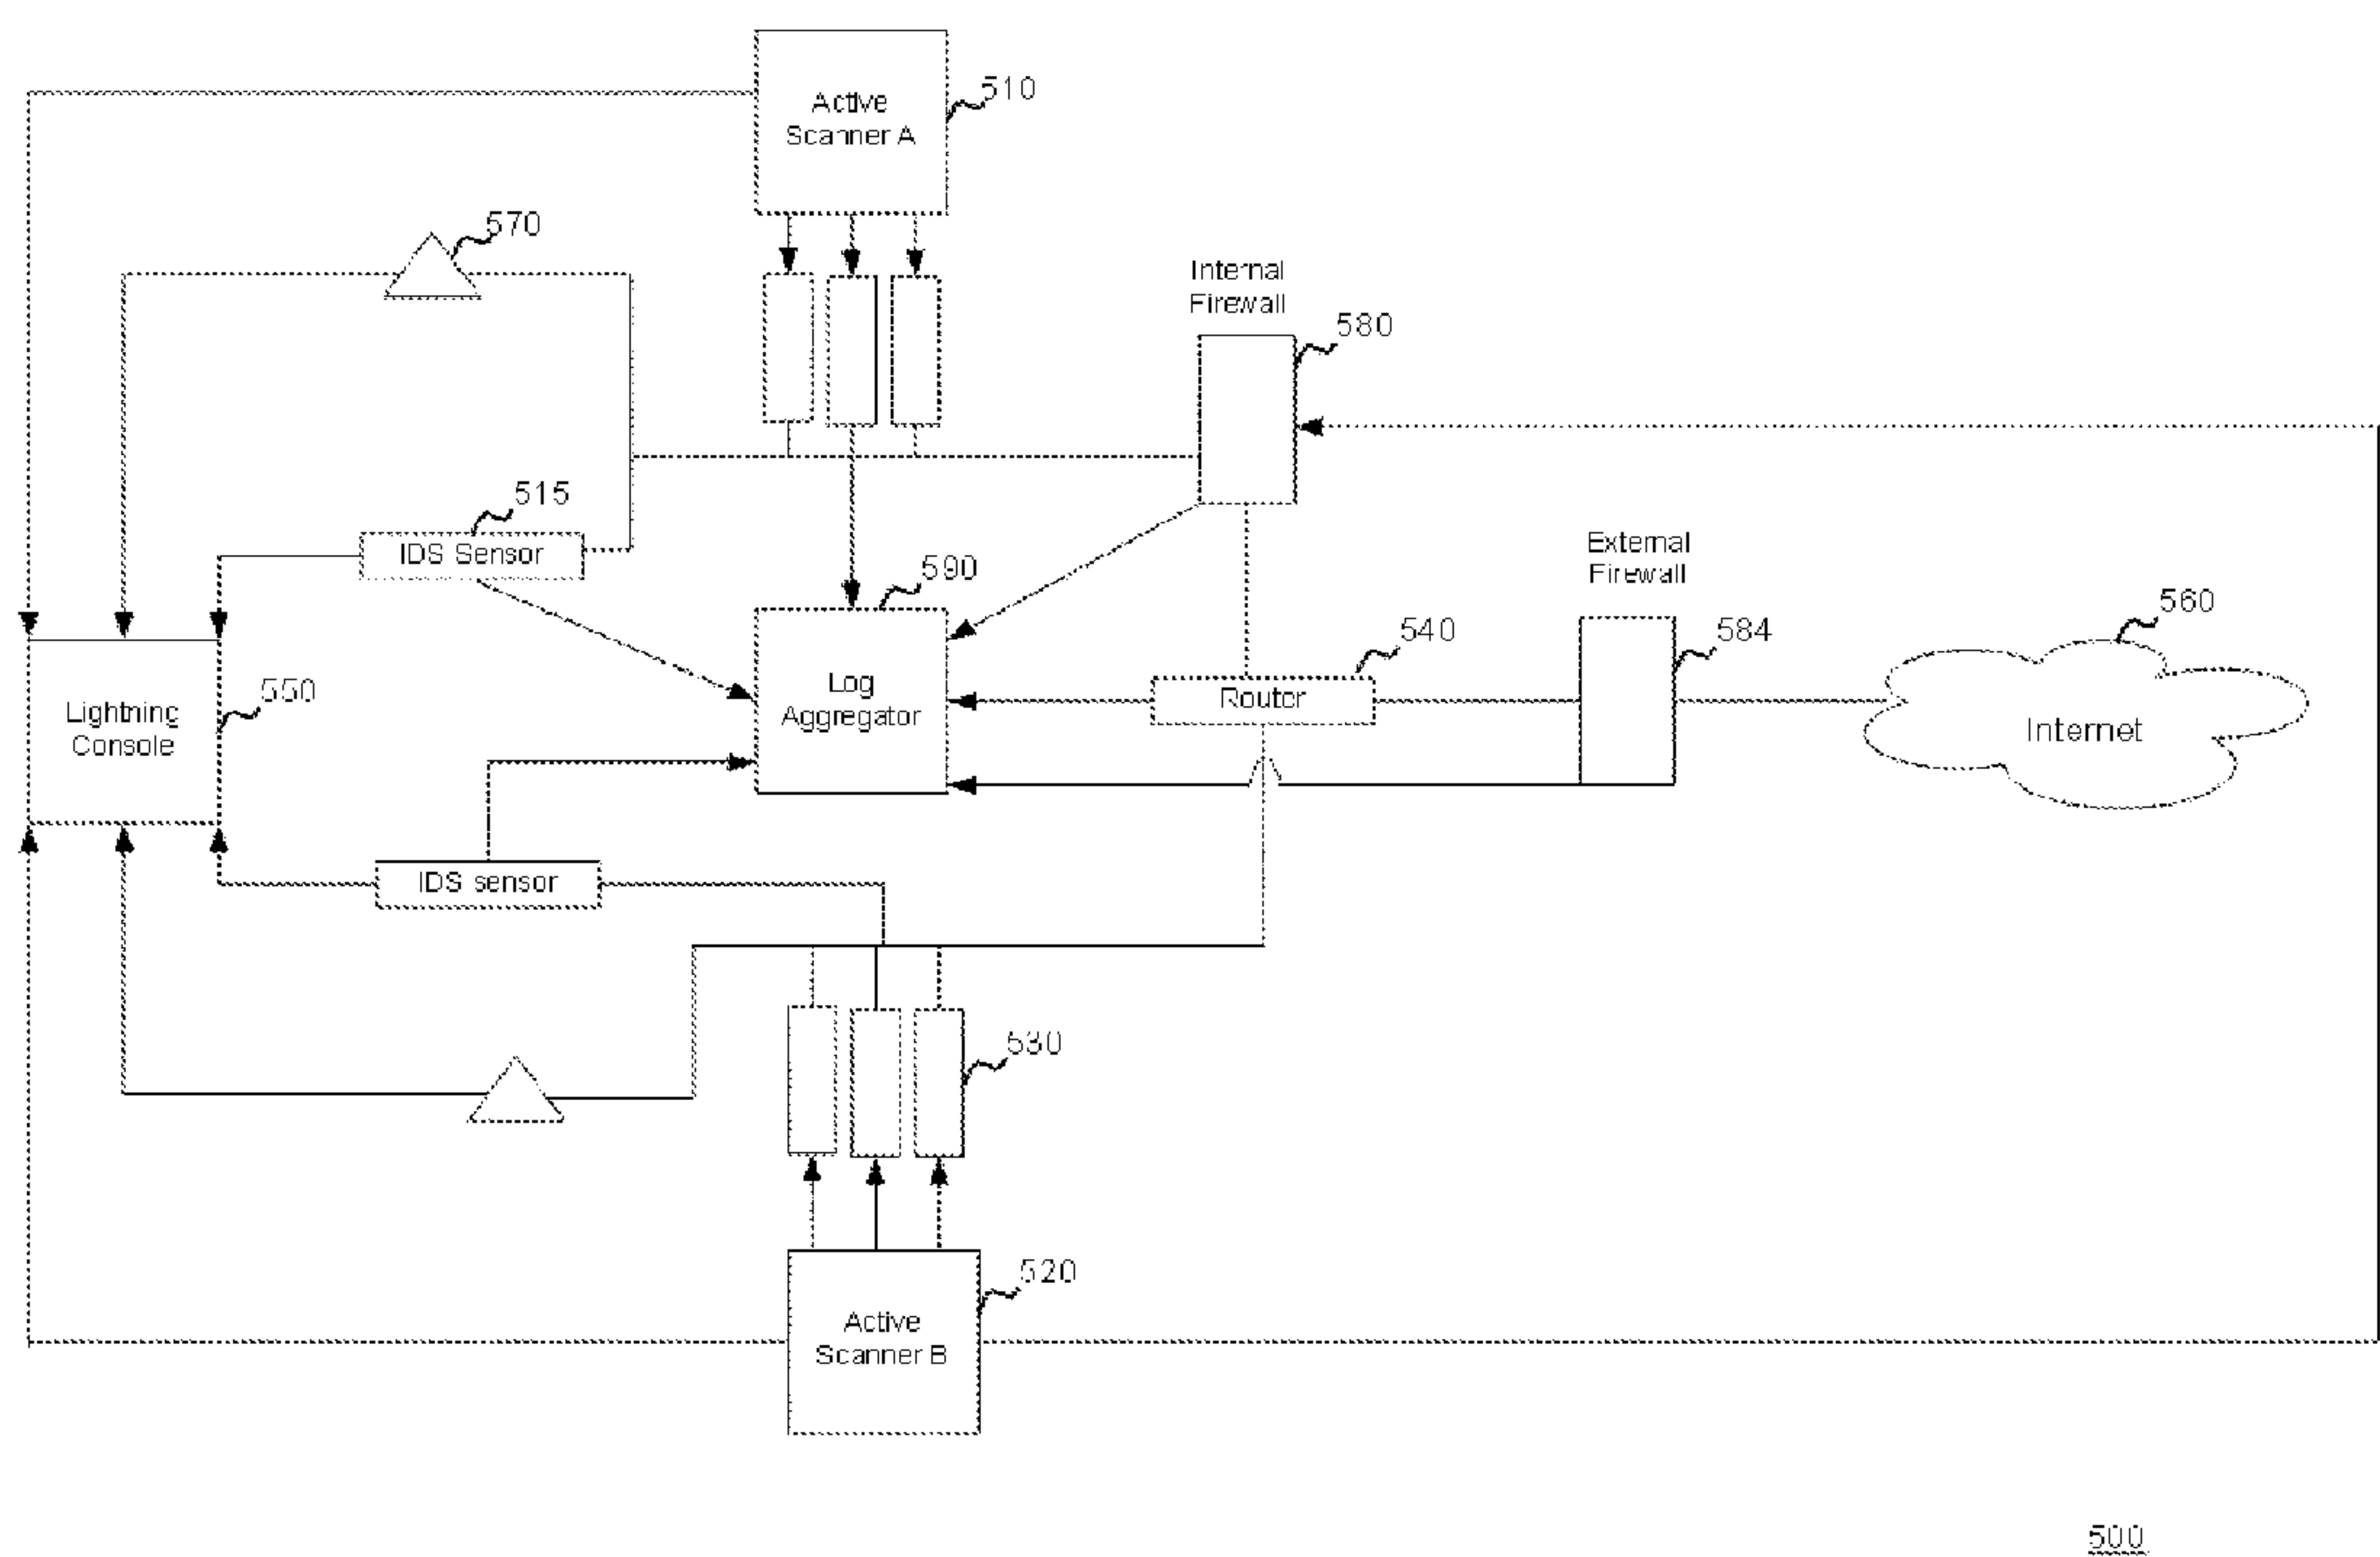 Active
Scanner A
510
570
Internal
Firewall
580
515
IDS Sensor
590
External
Firewall
560
540
584
550
Log
Aggregator
Router
Lightning
Console
Internet
IDS sensor
530
520
Active
Scanner B
500